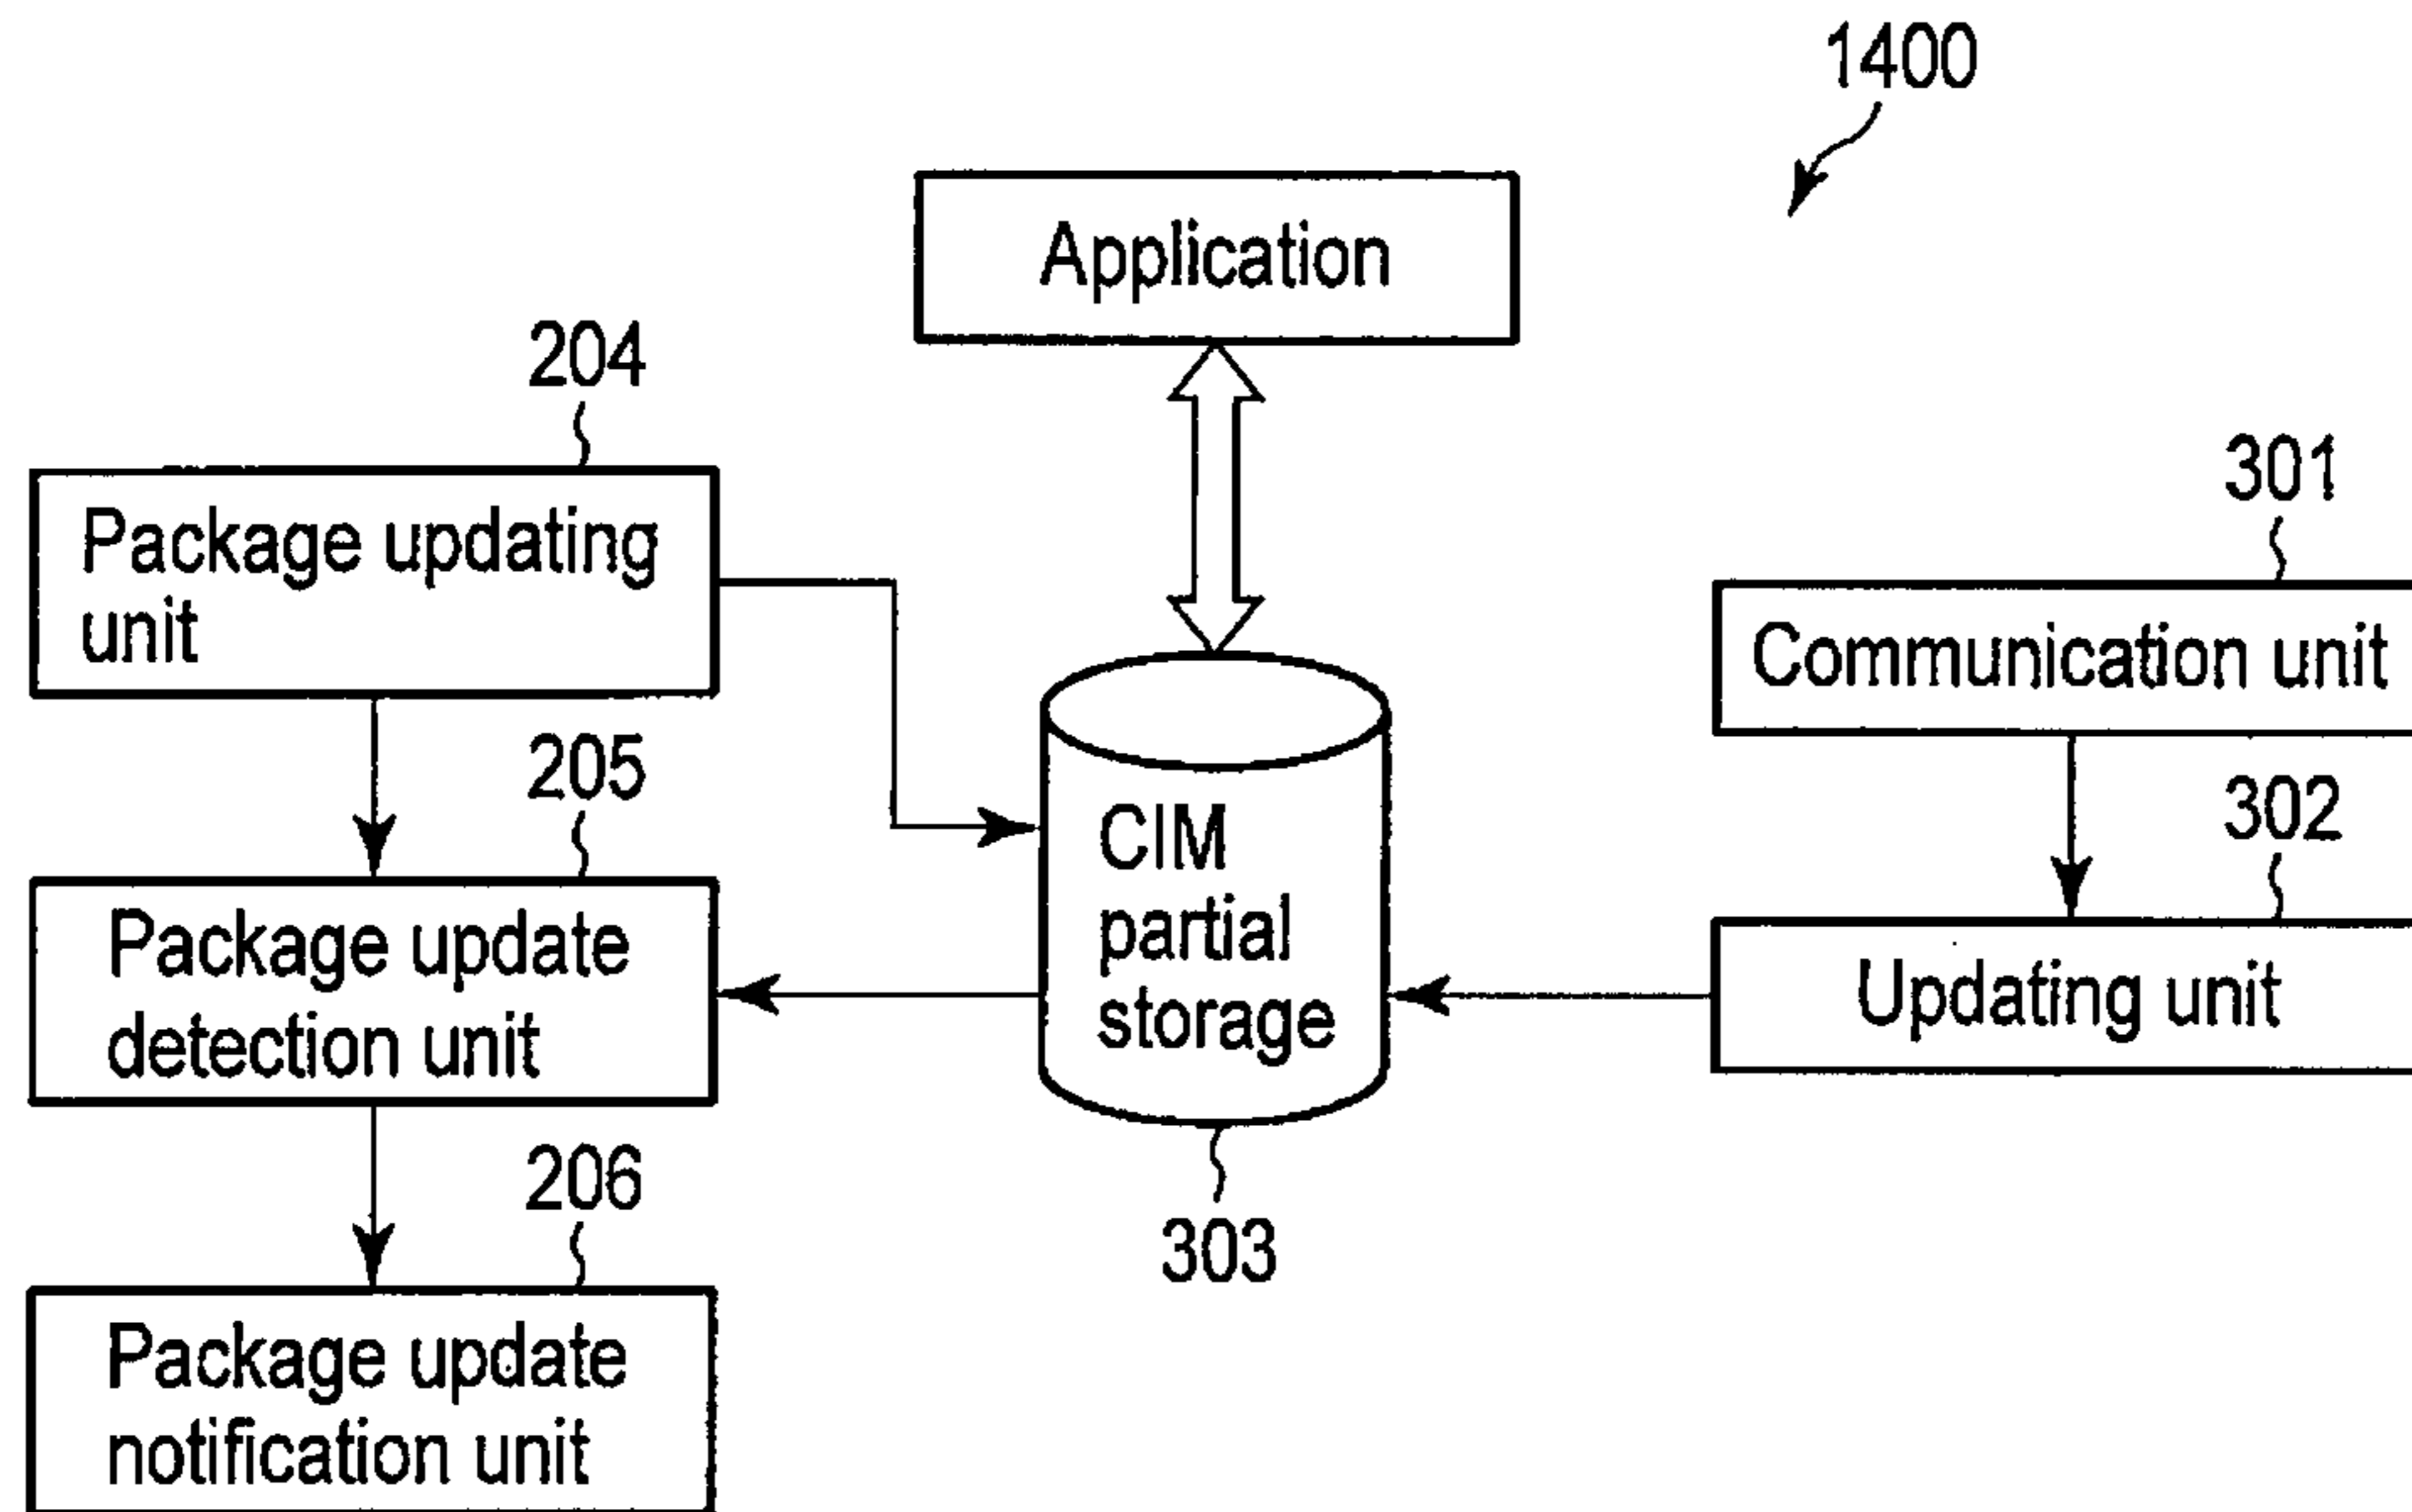 1400
Application
204
Package updating
unit
301
Communication unit
205
302
CIM
partial
storage
Package update
detection unit
Updating unit
206
303
Package update
notification unit